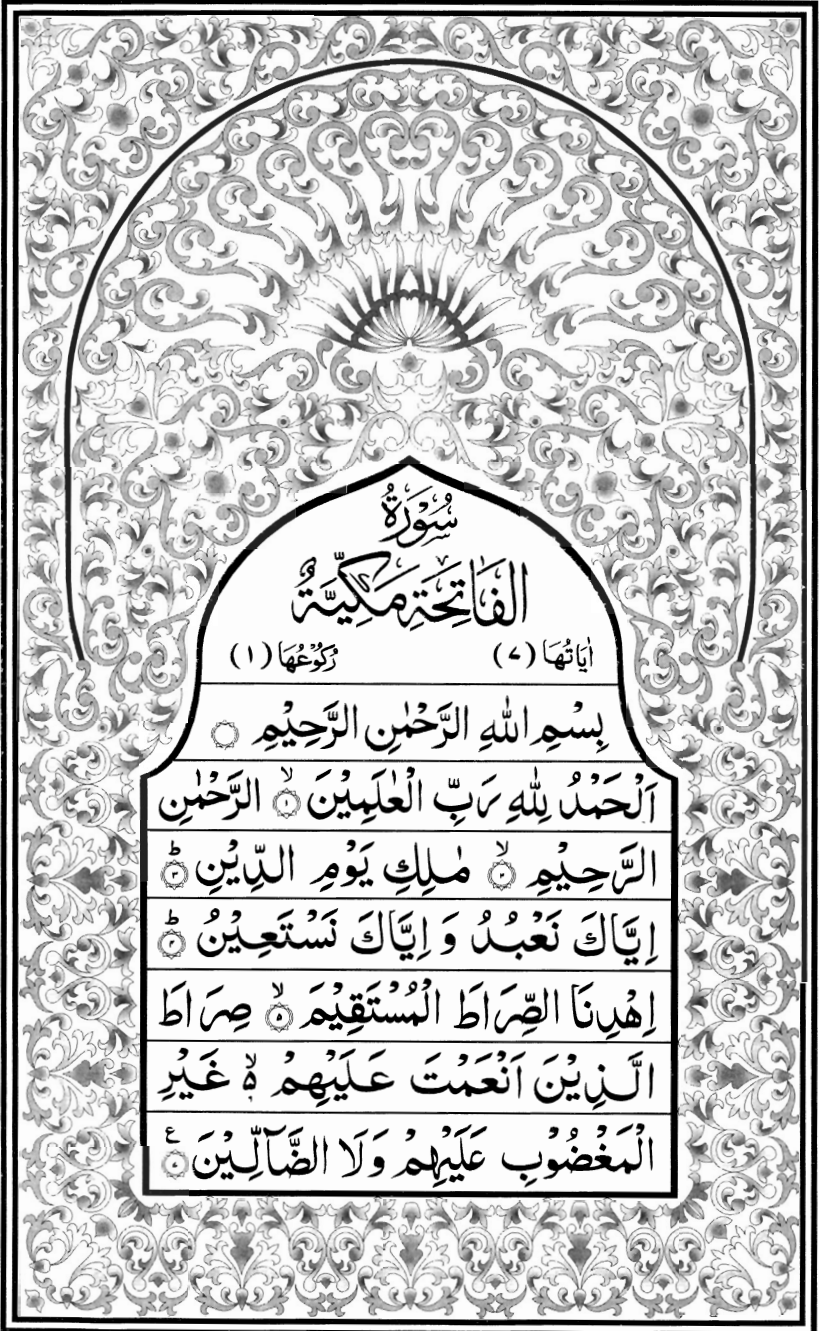 سُوْرَةُ
الْفَاتِحَةِ مَكِّيَّةٌ
اٰيَاتُهَا (٧) رُكُوْعُهَا (١)
بِسْمِ اللّٰهِ الرَّحْمٰنِ الرَّحِيْمِ ۝
اَلْحَمْدُ لِلّٰهِ رَبِّ الْعٰلَمِيْنَ ۙ﴿١﴾ الرَّحْمٰنِ
الرَّحِيْمِ ۙ﴿٢﴾ مٰلِكِ يَوْمِ الدِّيْنِ ؕ﴿٣﴾
اِيَّاكَ نَعْبُدُ وَ اِيَّاكَ نَسْتَعِيْنُ ؕ﴿٤﴾
اِهْدِنَا الصِّرَاطَ الْمُسْتَقِيْمَ ۙ﴿٥﴾ صِرَاطَ
الَّذِيْنَ اَنْعَمْتَ عَلَيْهِمْ ۙ۬ غَيْرِ
الْمَغْضُوْبِ عَلَيْهِمْ وَلَا الضَّآلِّيْنَ ﴿٧﴾ ع